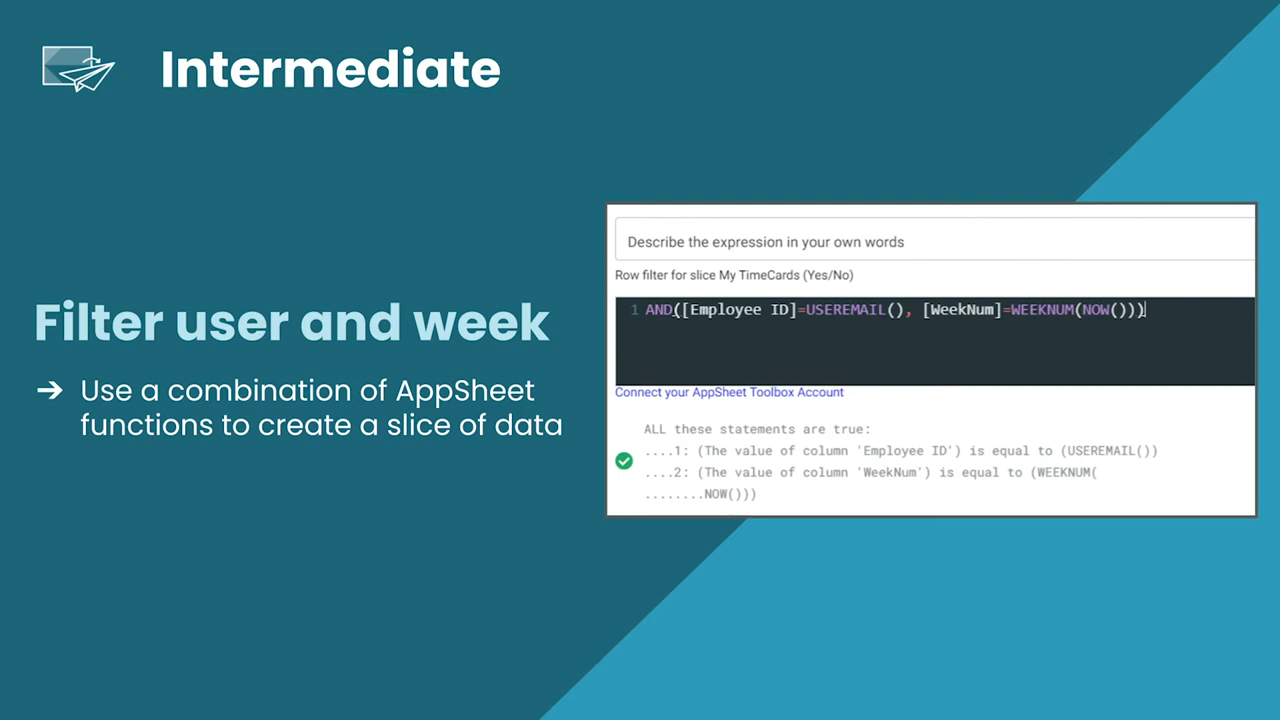 Intermediate
Filter user and week
➔ Use a combination of AppSheet
functions to create a slice of data
Describe the expression in your own words
Row filter for slice My TimeCards (Yes/No)
1 AND([Employee ID]=USEREMAIL(), [WeekNum]=WEEKNUM(NOW()))
Connect your AppSheet Toolbox Account
ALL these statements are true:
....1: (The value of column 'Employee ID') is equal to (USEREMAIL())
....2: (The value of column 'WeekNum') is equal to (WEEKNUM(
........NOW()))